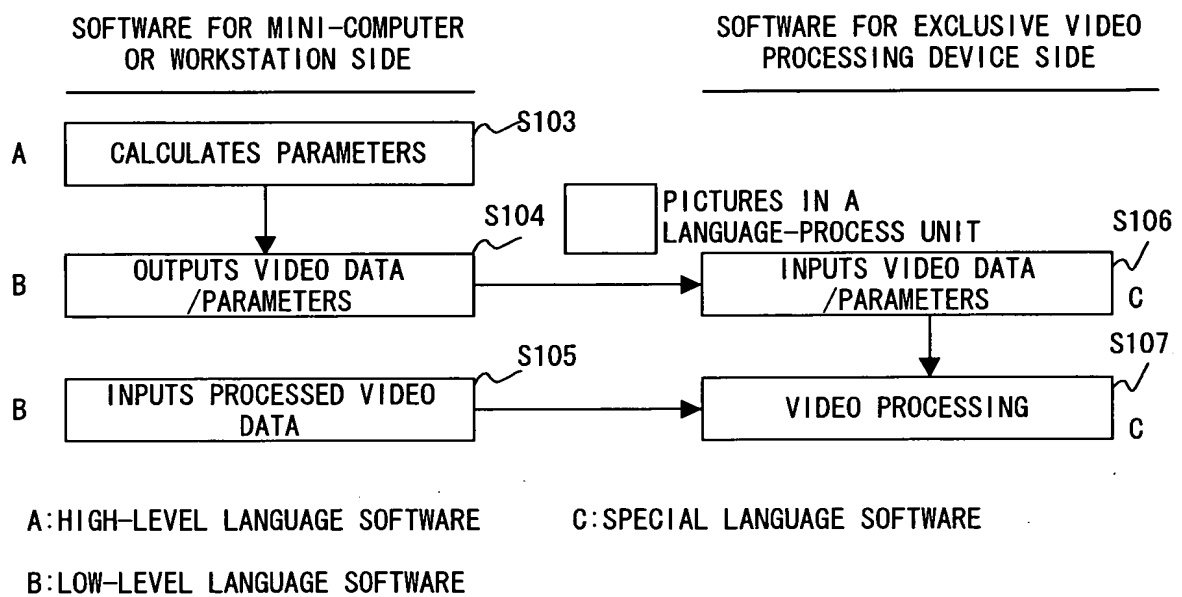 SOFTWARE FOR MINI-COMPUTER
OR WORKSTATION SIDE
SOFTWARE FOR EXCLUSIVE VIDEO
PROCESSING DEVICE SIDE
S103
A
CALCULATES PARAMETERS
S104
PICTURES IN A
LANGUAGE-PROCESS UNIT
S106
B
OUTPUTS VIDEO DATA
/PARAMETERS
INPUTS VIDEO DATA
/PARAMETERS
C
S105
S107
B
INPUTS PROCESSED VIDEO
DATA
VIDEO PROCESSING
C
A:HIGH-LEVEL LANGUAGE SOFTWARE
C:SPECIAL LANGUAGE SOFTWARE
B:LOW-LEVEL LANGUAGE SOFTWARE